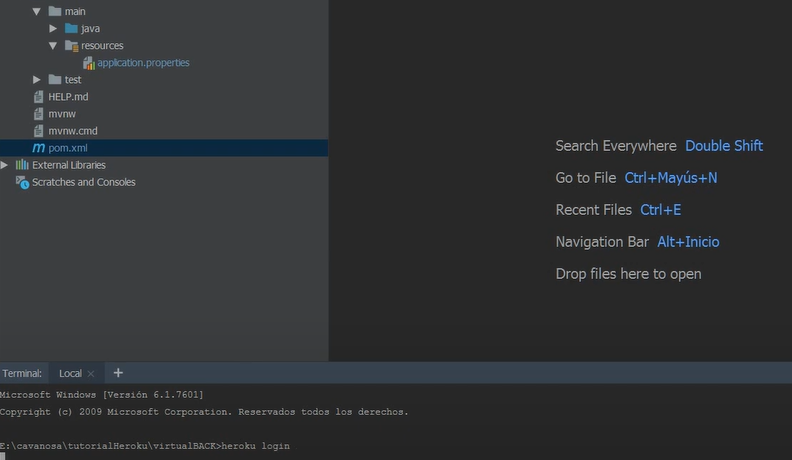 main
java
resources
application.properties
test
HELP.md
mvnw
mvnw.cmd
pom.xml
External Libraries
Scratches and Consoles
Search Everywhere Double Shift
Go to File Ctrl+Mayús+N
Recent Files Ctrl+E
Navigation Bar Alt+Inicio
Drop files here to open
Terminal: Local × +
Microsoft Windows [Versión 6.1.7601]
Copyright (c) 2009 Microsoft Corporation. Reservados todos los derechos.
E:\cavanosa\tutorialHeroku\virtualBACK>heroku login